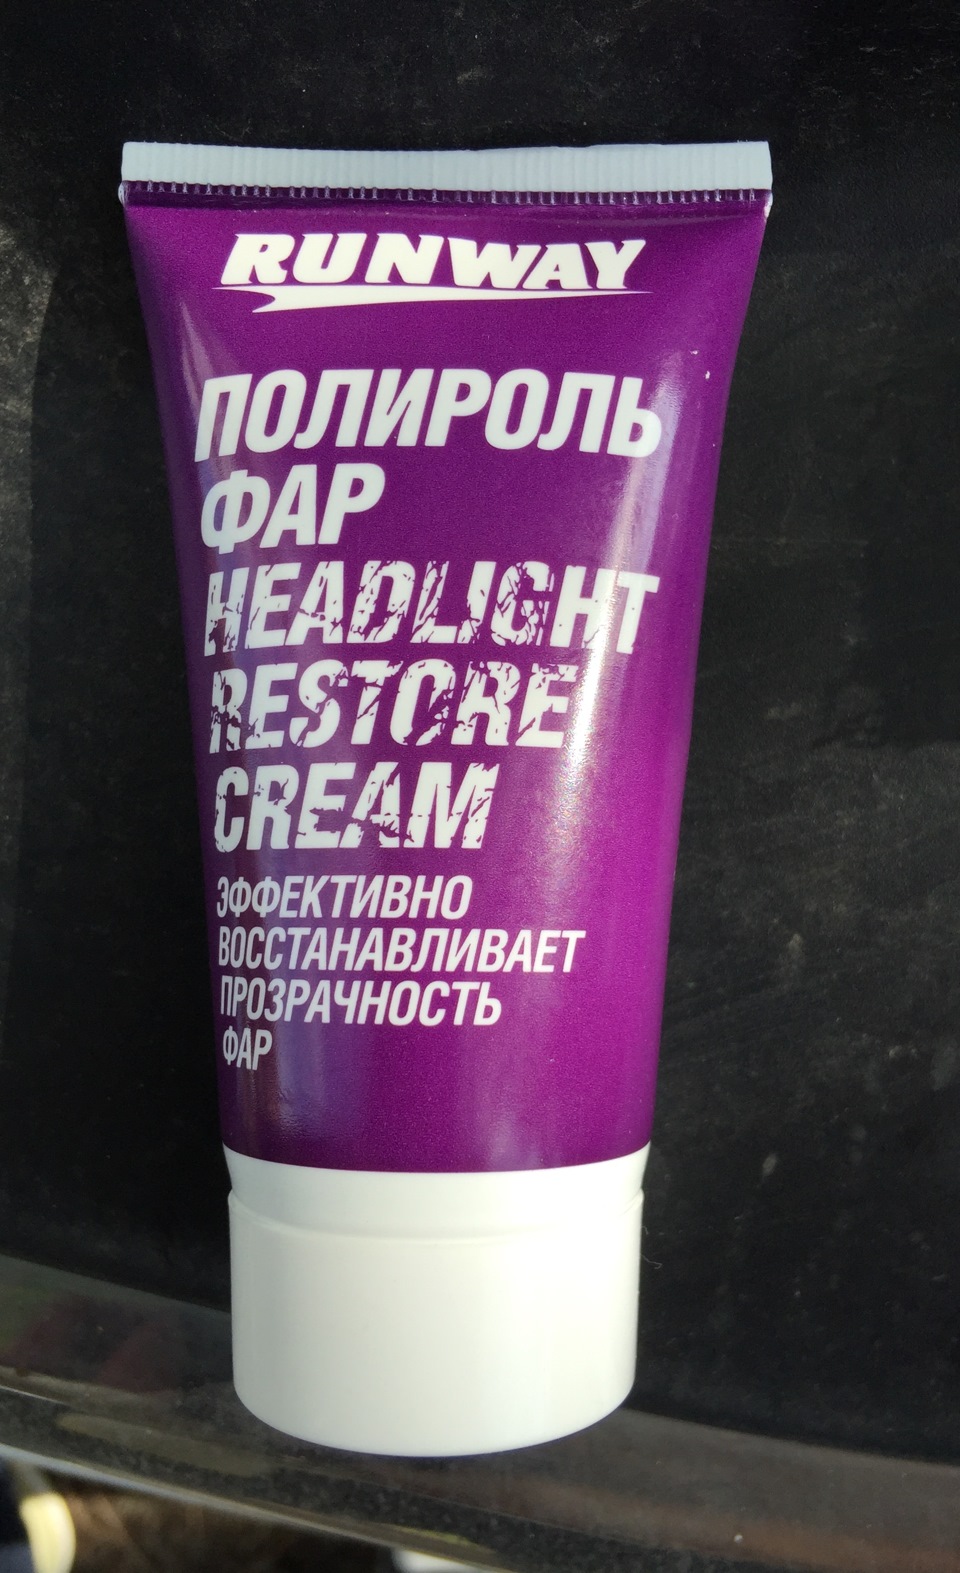 RUNWAY
ПОЛИРОЛЬ
ФАР
HEADLIGHT
RESTORE
CREAM
ЭФФЕКТИВНО
ВОССТАНАВЛИВАЕТ
ПРОЗРАЧНОСТЬ
ФАР